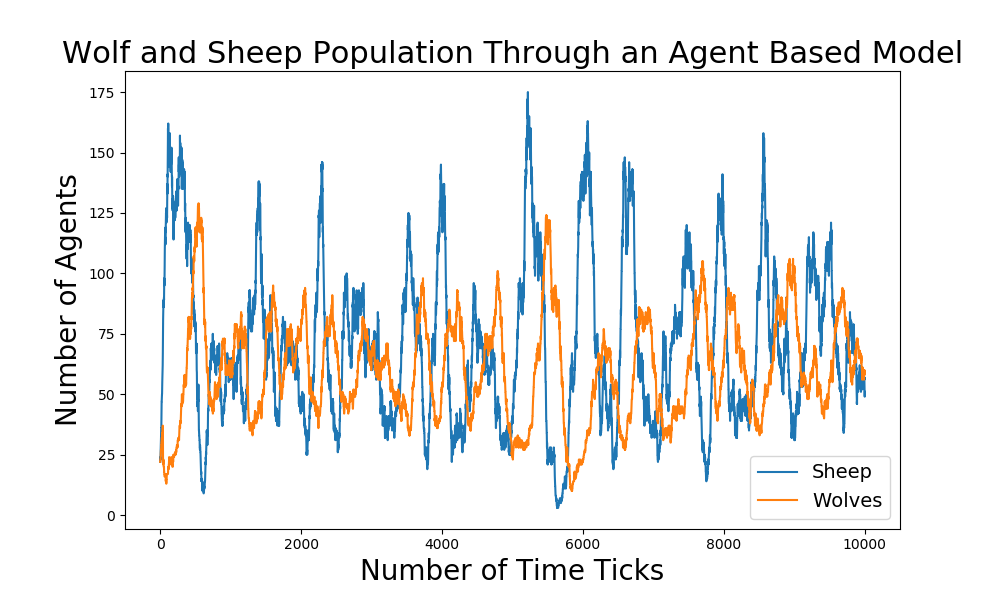 Wolf and Sheep Population Through an Agent Based Model
Number of Agents
175
150
125
100
75
50
25
0
0 2000 4000 6000 8000 10000
Number of Time Ticks
Sheep
Wolves